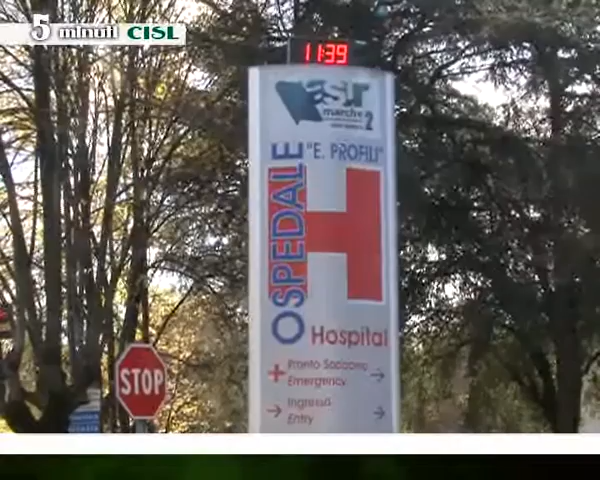 5 minuti CISL
11:39
asur
marche
2
"E. PROFILI"
OSPEDALE
H
Hospital
+ Pronto Soccorso →
Emergency
→ Ingresso →
Entry
STOP